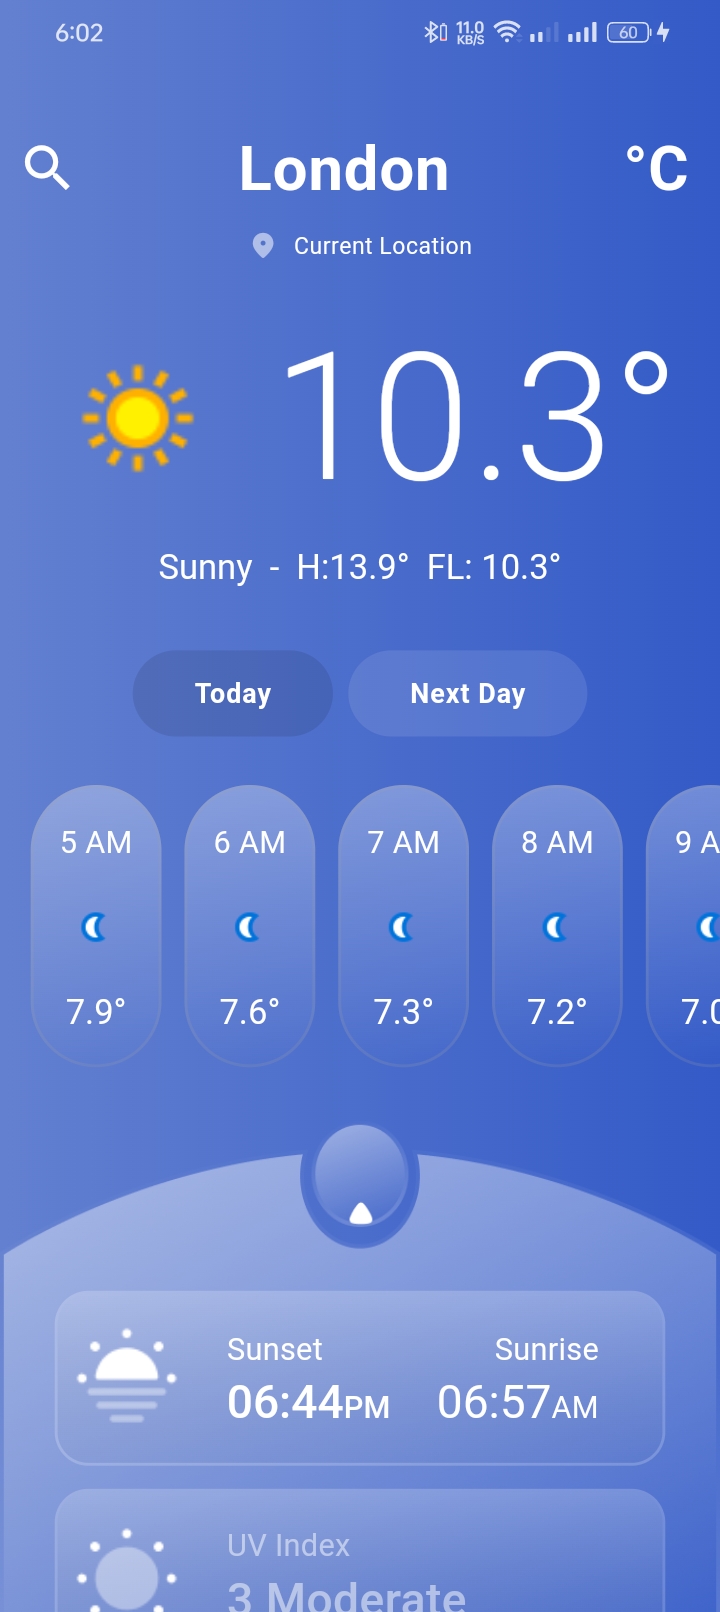 6:02 11.0 KB/S 60
London °C
Current Location
10.3°
Sunny - H:13.9° FL: 10.3°
Today Next Day
5 AM 6 AM 7 AM 8 AM 9 A
7.9° 7.6° 7.3° 7.2° 7.0
Sunset Sunrise
06:44PM 06:57AM
UV Index
3 Moderate